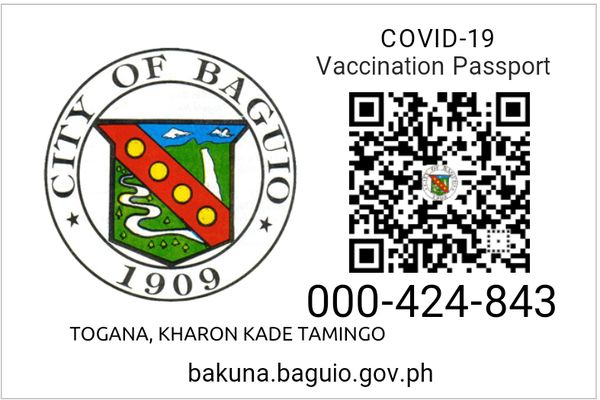 CITY OF BAGUIO
1909
COVID-19
Vaccination Passport
000-424-843
TOGANA, KHARON KADE TAMINGO
bakuna.baguio.gov.ph